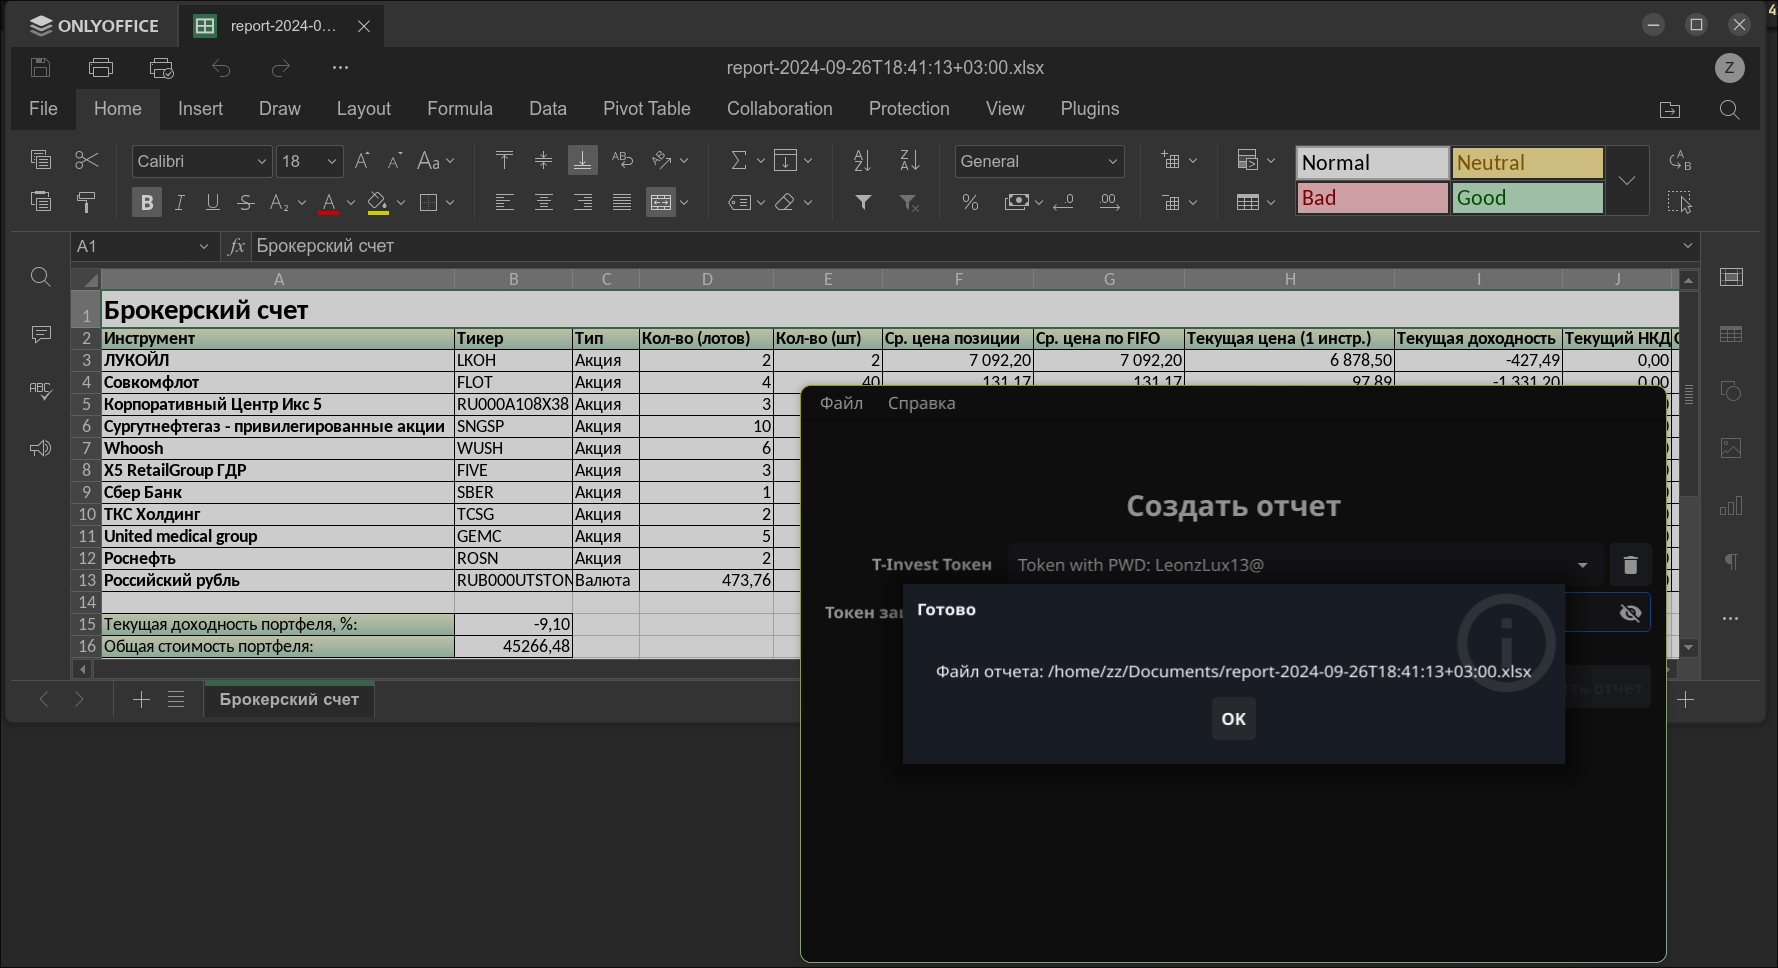 4
ONLYOFFICE
report-2024-0...
report-2024-09-26T18:41:13+03:00.xlsx
Z
File Home Insert Draw Layout Formula Data Pivot Table Collaboration Protection View Plugins
Calibri 18 General
Normal Neutral
Bad Good
A1 fx Брокерский счет
A B C D E F G H I J
1 Брокерский счет
2 Инструмент Тикер Тип Кол-во (лотов) Кол-во (шт) Ср. цена позиции Ср. цена по FIFO Текущая цена (1 инстр.) Текущая доходность Текущий НКД
3 ЛУКОЙЛ LKOH Акция 2 2 7 092,20 7 092,20 6 878,50 -427,49 0,00
4 Совкомфлот FLOT Акция 4 40 131,17 131,17 97,89 -1 331,20 0,00
5 Корпоративный Центр Икс 5 RU000A108X38 Акция 3
6 Сургутнефтегаз - привилегированные акции SNGSP Акция 10
7 Whoosh WUSH Акция 6
8 X5 RetailGroup ГДР FIVE Акция 3
9 Сбер Банк SBER Акция 1
10 ТКС Холдинг TCSG Акция 2
11 United medical group GEMC Акция 5
12 Роснефть ROSN Акция 2
13 Российский рубль RUB000UTSTON Валюта 473,76
14
15 Текущая доходность портфеля, %: -9,10
16 Общая стоимость портфеля: 45266,48
Брокерский счет
Файл Справка
Создать отчет
T-Invest Токен Token with PWD: LeonzLux13@
Токен
Готово
Файл отчета: /home/zz/Documents/report-2024-09-26T18:41:13+03:00.xlsx
отчет
OK